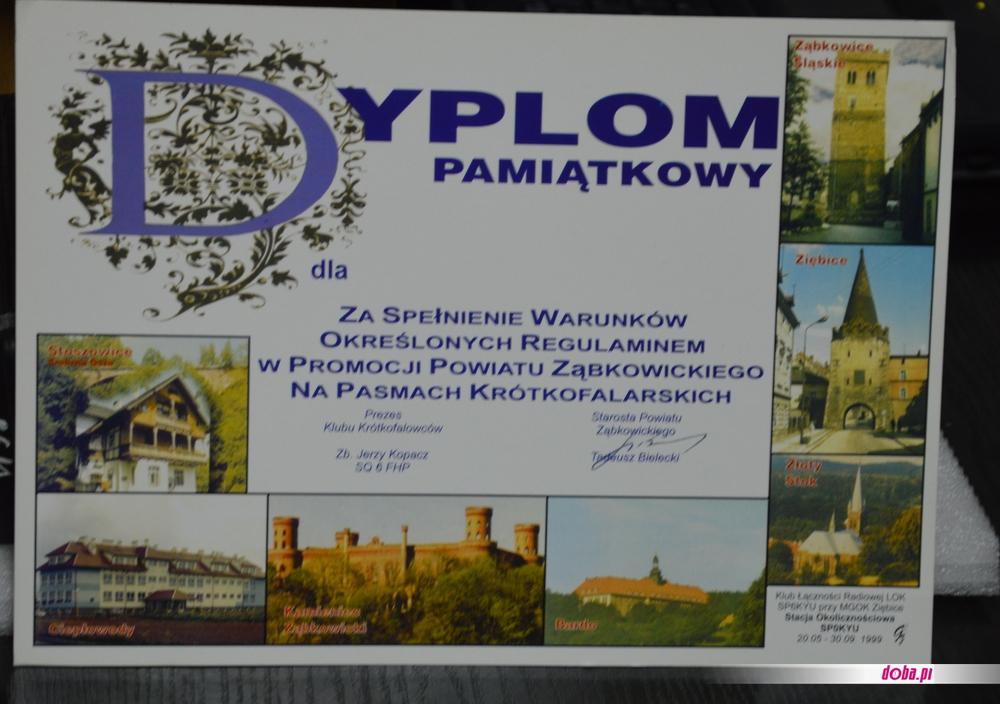 DYPLOM
PAMIĄTKOWY
dla
ZA SPEŁNIENIE WARUNKÓW
OKREŚLONYCH REGULAMINEM
W PROMOCJI POWIATU ZĄBKOWICKIEGO
NA PASMACH KRÓTKOFALARSKICH
Prezes
Klubu Krótkofalowców
Zb. Jerzy Kopacz
SQ 6 FHP
Starosta Powiatu
Ząbkowickiego
Tadeusz Bielecki
Ząbkowice
Śląskie
Ziębice
Złoty
Stok
Stoszowice
Ciepłowody
Kamieniec
Ząbkowicki
Bardo
Klub Łączności Radiowej LOK
SP6KYU przy MGOK Ziębice
Stacja Okolicznościowa
SP6KYU
20.05 - 30.09 1999
doba.pl